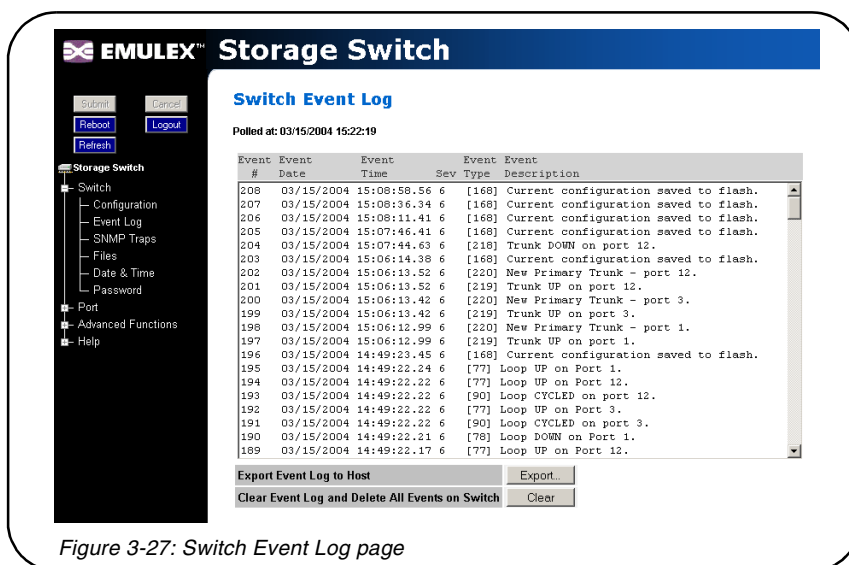 EMULEX™ Storage Switch
Submit Cancel
Reboot Logout
Refresh
Storage Switch
Switch
Configuration
Event Log
SNMP Traps
Files
Date & Time
Password
Port
Advanced Functions
Help
Switch Event Log
Polled at: 03/15/2004 15:22:19
Event Event Event Event Event
# Date Time Sev Type Description
208 03/15/2004 15:08:58.56 6 [168] Current configuration saved to flash.
207 03/15/2004 15:08:36.34 6 [168] Current configuration saved to flash.
206 03/15/2004 15:08:11.41 6 [168] Current configuration saved to flash.
205 03/15/2004 15:07:46.41 6 [168] Current configuration saved to flash.
204 03/15/2004 15:07:44.63 6 [218] Trunk DOWN on port 12.
203 03/15/2004 15:06:14.38 6 [168] Current configuration saved to flash.
202 03/15/2004 15:06:13.52 6 [220] New Primary Trunk - port 12.
201 03/15/2004 15:06:13.52 6 [219] Trunk UP on port 12.
200 03/15/2004 15:06:13.42 6 [220] New Primary Trunk - port 3.
199 03/15/2004 15:06:13.42 6 [219] Trunk UP on port 3.
198 03/15/2004 15:06:12.99 6 [220] New Primary Trunk - port 1.
197 03/15/2004 15:06:12.99 6 [219] Trunk UP on port 1.
196 03/15/2004 14:49:23.45 6 [168] Current configuration saved to flash.
195 03/15/2004 14:49:22.24 6 [77] Loop UP on Port 1.
194 03/15/2004 14:49:22.22 6 [77] Loop UP on Port 12.
193 03/15/2004 14:49:22.22 6 [90] Loop CYCLED on port 12.
192 03/15/2004 14:49:22.22 6 [77] Loop UP on Port 3.
191 03/15/2004 14:49:22.22 6 [90] Loop CYCLED on port 3.
190 03/15/2004 14:49:22.21 6 [78] Loop DOWN on Port 1.
189 03/15/2004 14:49:22.17 6 [77] Loop UP on Port 12.
Export Event Log to Host Export...
Clear Event Log and Delete All Events on Switch Clear
Figure 3-27: Switch Event Log page